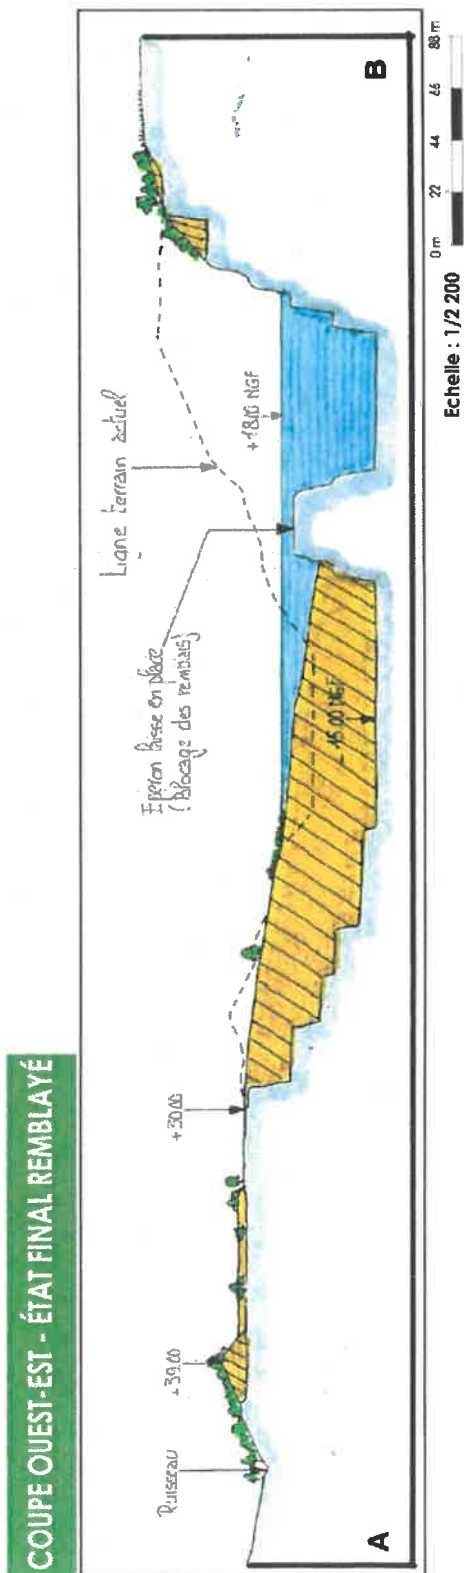 COUPE OUEST-EST - ÉTAT FINAL REMBLAYÉ
Ruisseau
+39.00
+30.00
Eperon laissé en place
(blocage des remblais)
Ligne terrain actuel
+18.10 NGF
- 15.00 NGF
A
B
0 m 22 44 66 88 m
Echelle : 1/2 200